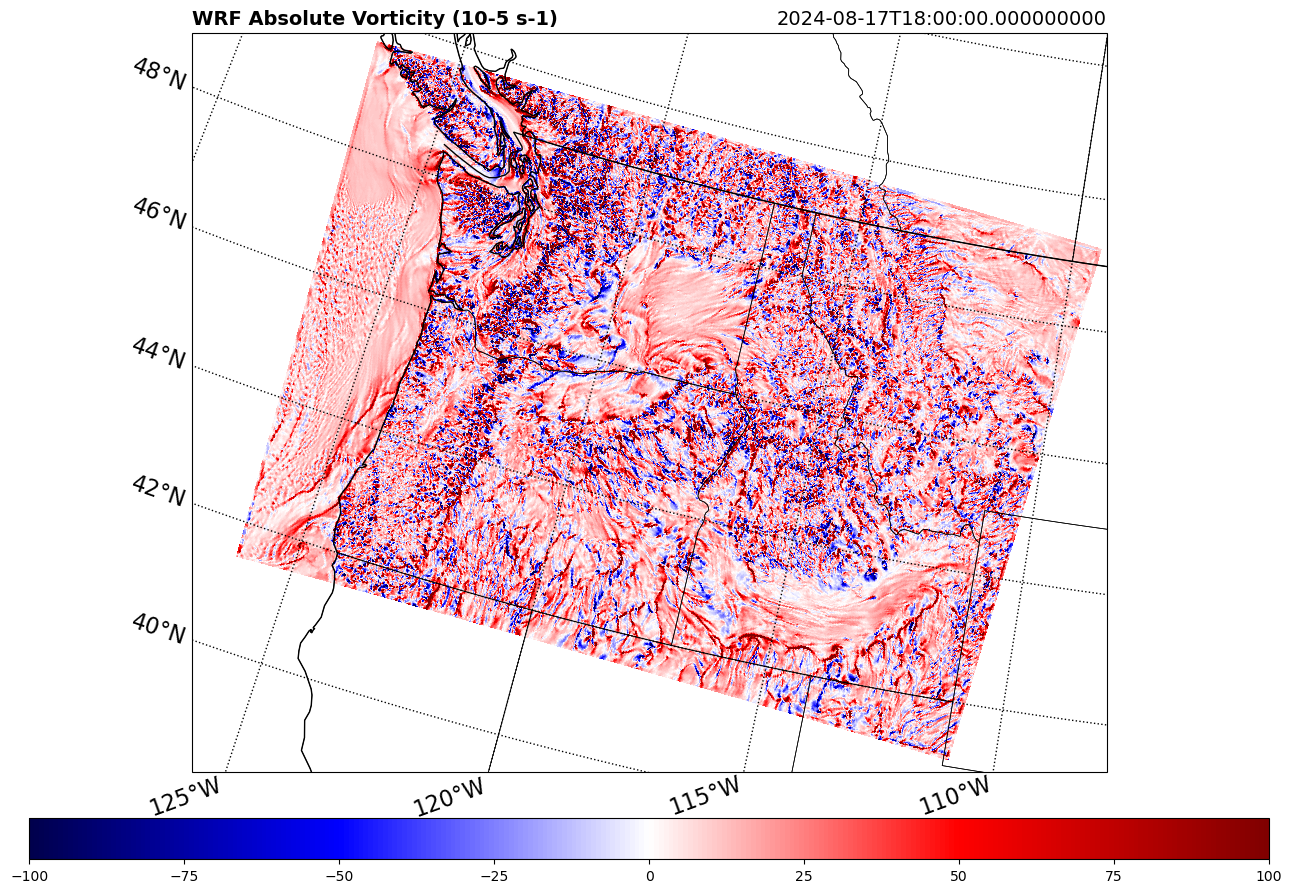 WRF Absolute Vorticity (10-5 s-1)
2024-08-17T18:00:00.000000000
48°N
46°N
44°N
42°N
40°N
125°W
120°W
115°W
110°W
−100
−75
−50
−25
0
25
50
75
100